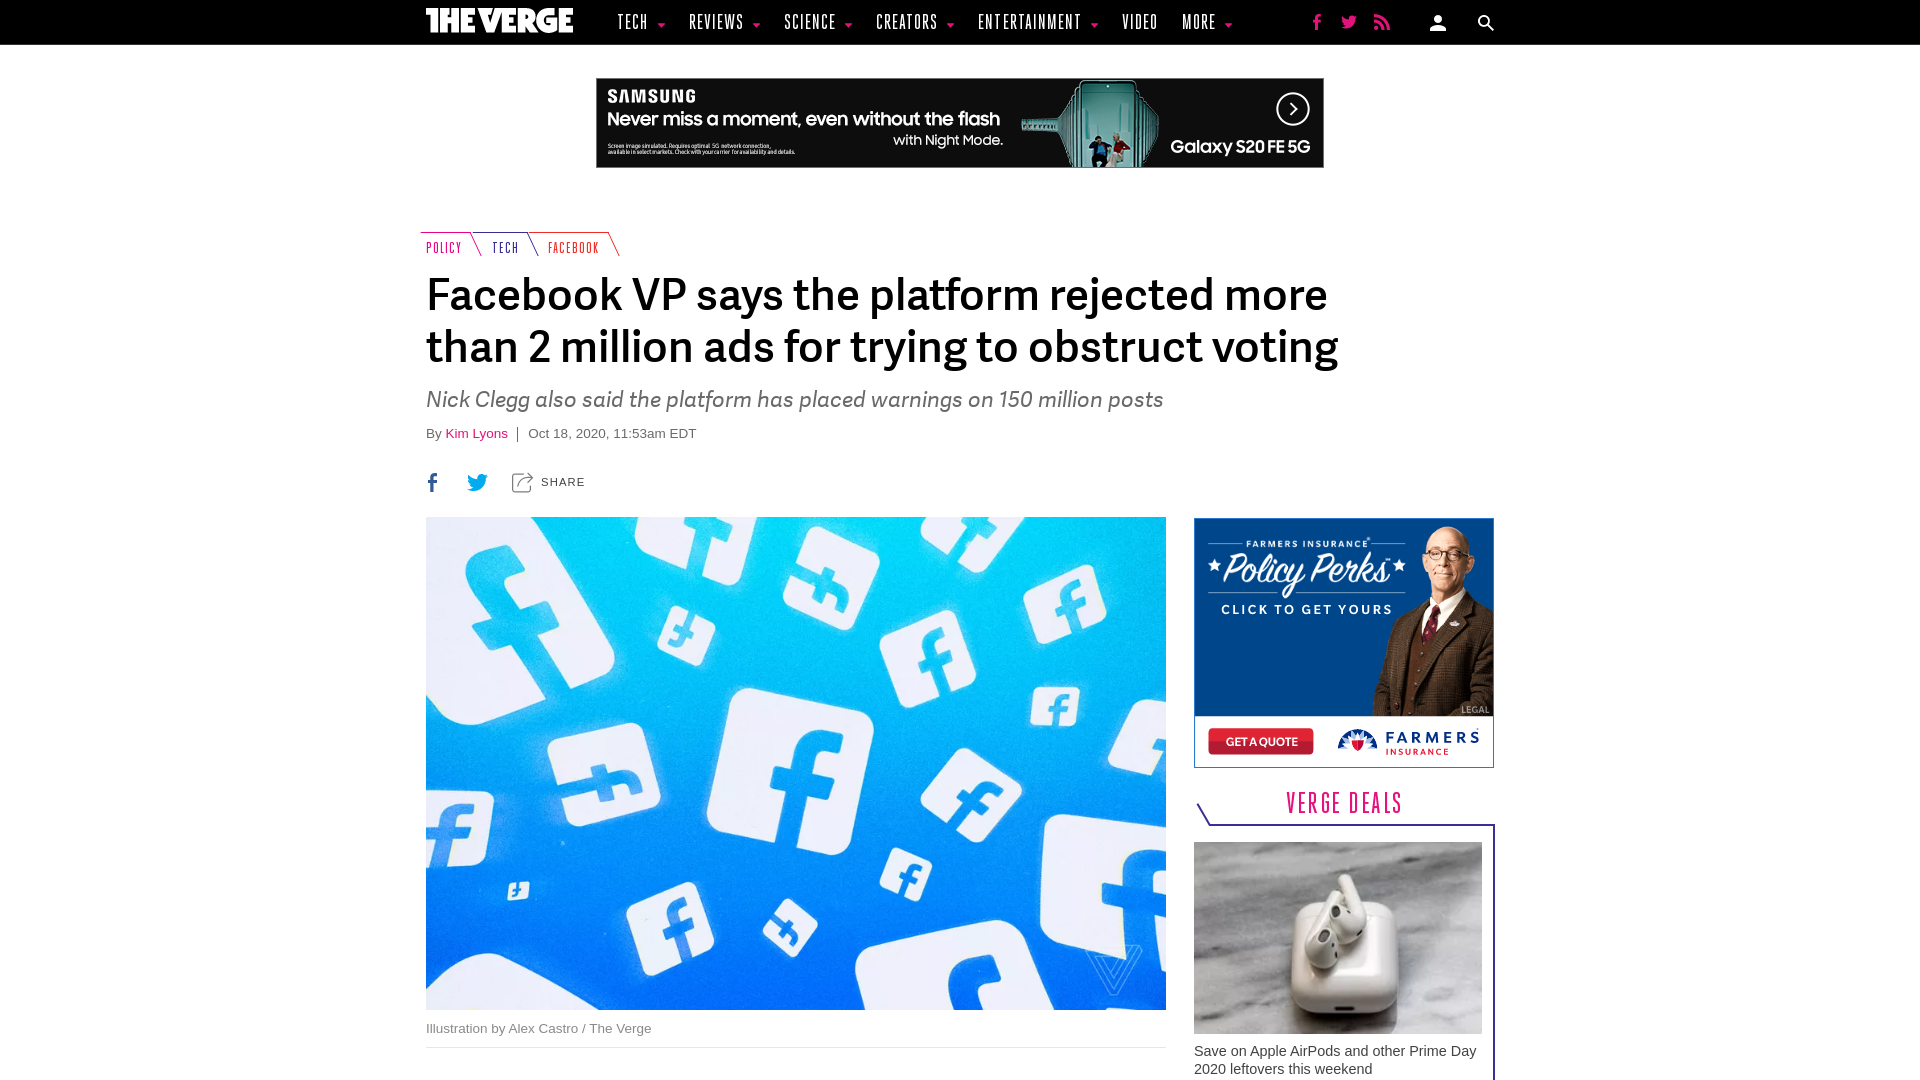 THE VERGE
TECH
REVIEWS
SCIENCE
CREATORS
ENTERTAINMENT
VIDEO
MORE
SAMSUNG
Never miss a moment, even without the flash
with Night Mode.
Screen image simulated. Requires optimal 5G network connection,
available in select markets. Check with your carrier for availability and details.
Galaxy S20 FE 5G
POLICY
TECH
FACEBOOK
Facebook VP says the platform rejected more
than 2 million ads for trying to obstruct voting
Nick Clegg also said the platform has placed warnings on 150 million posts
By Kim Lyons | Oct 18, 2020, 11:53am EDT
SHARE
FARMERS INSURANCE®
Policy Perks℠
CLICK TO GET YOURS
LEGAL
GET A QUOTE
FARMERS
INSURANCE
VERGE DEALS
Save on Apple AirPods and other Prime Day
2020 leftovers this weekend
Illustration by Alex Castro / The Verge